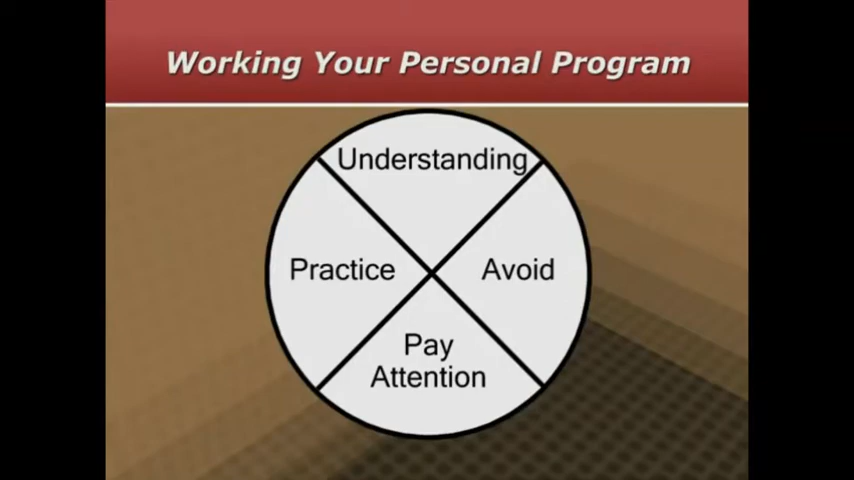 Working Your Personal Program
Understanding
Practice
Avoid
Pay
Attention